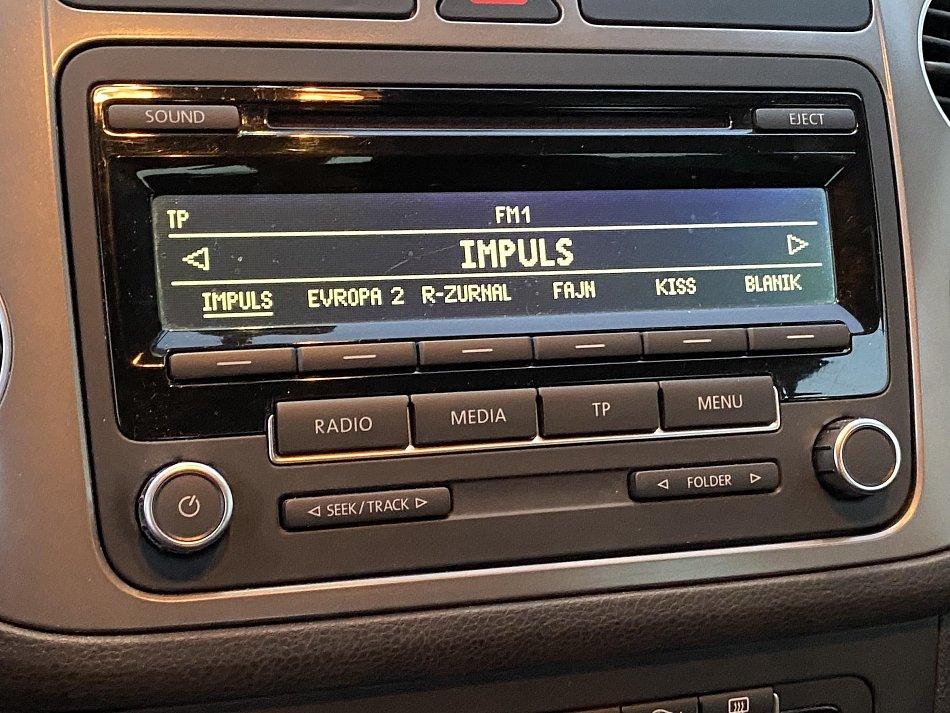 SOUND EJECT
TP FM1
IMPULS
IMPULS EVROPA 2 R-ZURNAL FAJN KISS BLANIK
RADIO MEDIA TP MENU
SEEK/TRACK FOLDER